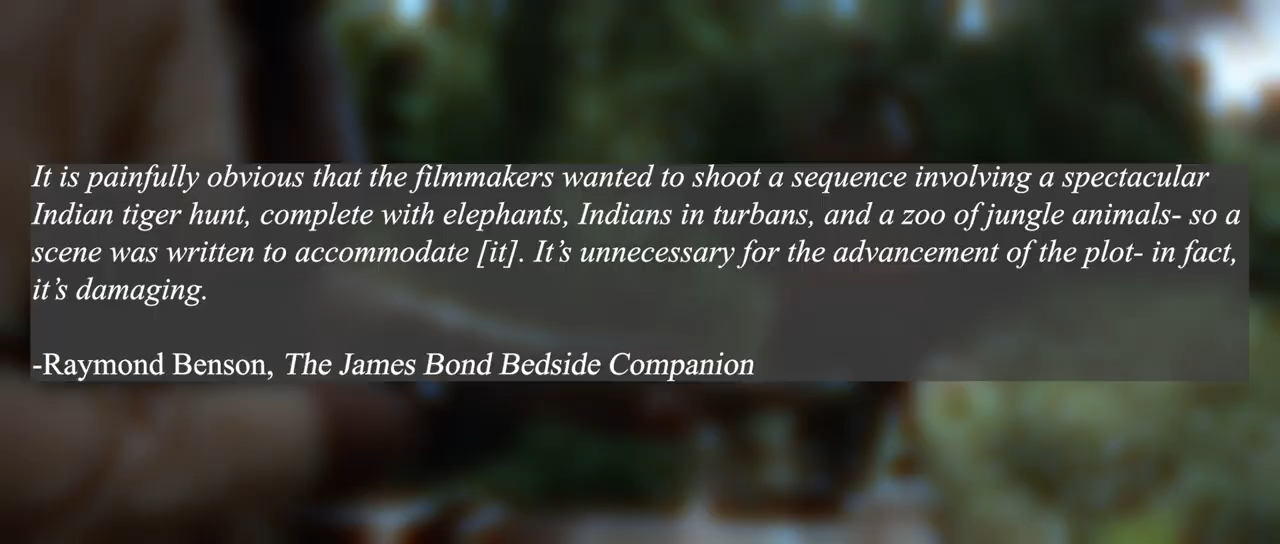 It is painfully obvious that the filmmakers wanted to shoot a sequence involving a spectacular
Indian tiger hunt, complete with elephants, Indians in turbans, and a zoo of jungle animals- so a
scene was written to accommodate [it]. It’s unnecessary for the advancement of the plot- in fact,
it’s damaging.
-Raymond Benson, The James Bond Bedside Companion